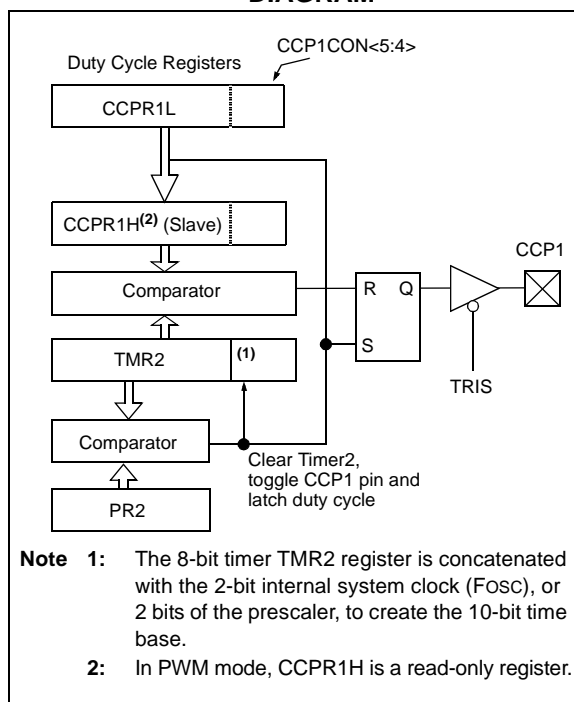 DIAGRAM
CCP1CON<5:4>
Duty Cycle Registers
CCPR1L
CCPR1H(2) (Slave)
CCP1
Comparator
R Q
TMR2 (1)
S
TRIS
Comparator
Clear Timer2,
toggle CCP1 pin and
latch duty cycle
PR2
Note 1: The 8-bit timer TMR2 register is concatenated
with the 2-bit internal system clock (FOSC), or
2 bits of the prescaler, to create the 10-bit time
base.
2: In PWM mode, CCPR1H is a read-only register.